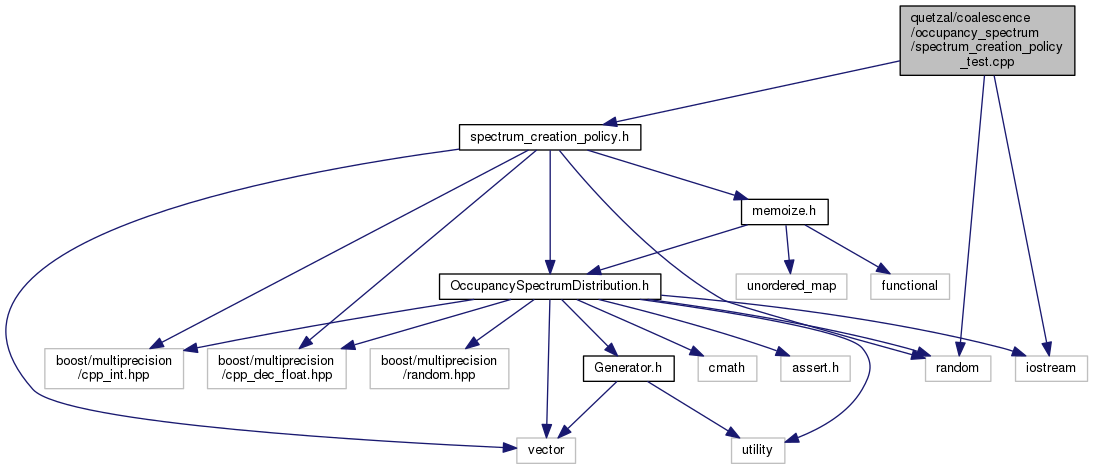 quetzal/coalescence
/occupancy_spectrum
/spectrum_creation_policy
_test.cpp
spectrum_creation_policy.h
memoize.h
OccupancySpectrumDistribution.h
unordered_map
functional
boost/multiprecision
/cpp_int.hpp
boost/multiprecision
/cpp_dec_float.hpp
boost/multiprecision
/random.hpp
Generator.h
cmath
assert.h
random
iostream
vector
utility